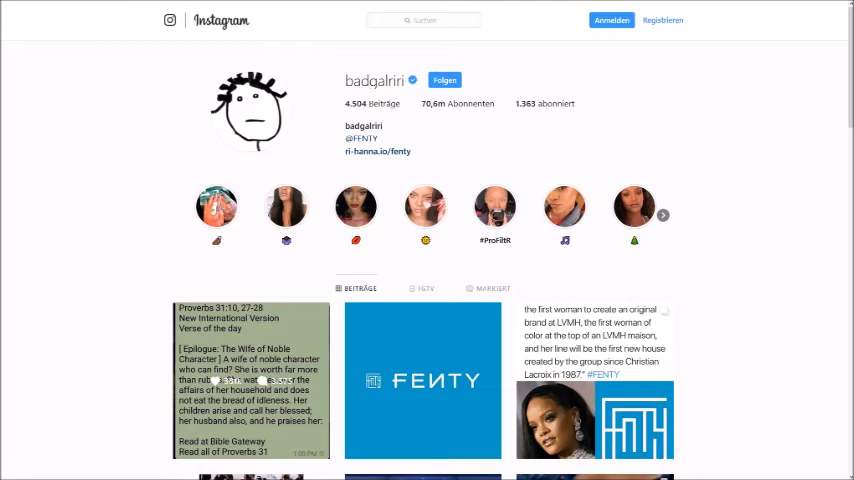 Instagram
Suchen
Anmelden
Registrieren
badgalriri
Folgen
4.504 Beiträge
70,6m Abonnenten
1.363 abonniert
badgalriri
@FENTY
ri-hanna.io/fenty
#ProFiltR
BEITRÄGE
IGTV
MARKIERT
Proverbs 31:10, 27-28
New International Version
Verse of the day
[ Epilogue: The Wife of Noble
Character ] A wife of noble character
who can find? She is worth far more
than the
affairs of her household and does
not eat the bread of idleness. Her
children arise and call her blessed;
her husband also, and he praises her:
Read at Bible Gateway
Read all of Proverbs 31
1:00 PM
FENTY
the first woman to create an original
brand at LVMH, the first woman of
color at the top of an LVMH maison,
and her line will be the first new house
created by the group since Christian
Lacroix in 1987." #FENTY